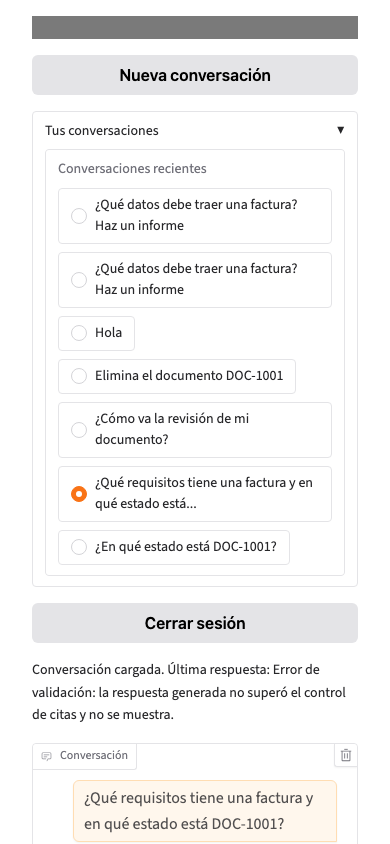 Nueva conversación
Tus conversaciones
Conversaciones recientes
¿Qué datos debe traer una factura?
Haz un informe
¿Qué datos debe traer una factura?
Haz un informe
Hola
Elimina el documento DOC-1001
¿Cómo va la revisión de mi
documento?
¿Qué requisitos tiene una factura y en
qué estado está...
¿En qué estado está DOC-1001?
Cerrar sesión
Conversación cargada. Última respuesta: Error de
validación: la respuesta generada no superó el control
de citas y no se muestra.
Conversación
¿Qué requisitos tiene una factura y
en qué estado está DOC-1001?